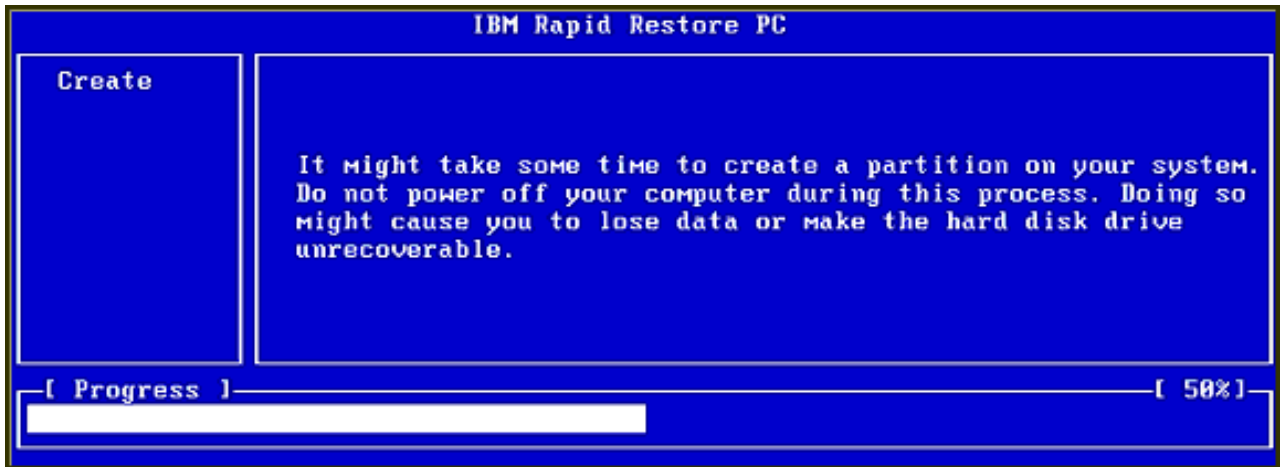 IBM Rapid Restore PC
Create
It might take some time to create a partition on your system.
Do not power off your computer during this process. Doing so
might cause you to lose data or make the hard disk drive
unrecoverable.
[ Progress ]
[ 50%]